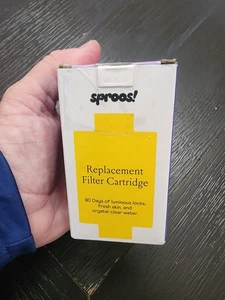 sproos!
Replacement
Filter Cartridge
90 Days of luminous locks.
Fresh skin, and
crystal-clear water.